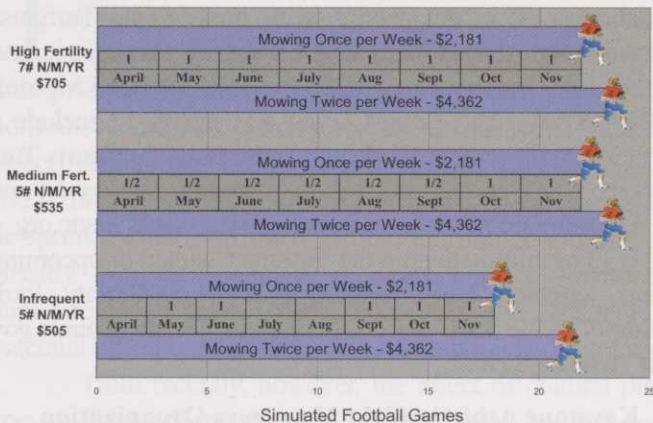 High Fertility
7# N/M/YR
$705
Mowing Once per Week - $2,181
1 1 1 1 1 1 1 1
April May June July Aug Sept Oct Nov
Mowing Twice per Week - $4,362
Medium Fert.
5# N/M/YR
$535
Mowing Once per Week - $2,181
1/2 1/2 1/2 1/2 1/2 1/2 1 1
April May June July Aug Sept Oct Nov
Mowing Twice per Week - $4,362
Infrequent
5# N/M/YR
$505
Mowing Once per Week - $2,181
1 1 1 1 1
April May June July Aug Sept Oct Nov
Mowing Twice per Week - $4,362
0 5 10 15 20 25
Simulated Football Games